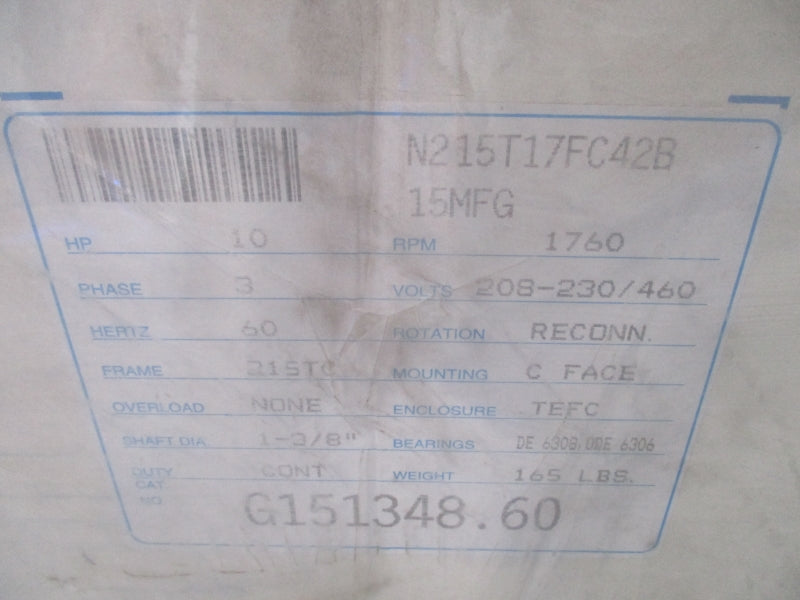 N215T17FC42B
15MFG
HP 10 RPM 1760
PHASE 3 VOLTS 208-230/460
HERTZ 60 ROTATION RECONN.
FRAME 215TC MOUNTING C FACE
OVERLOAD NONE ENCLOSURE TEFC
SHAFT DIA. 1-3/8" BEARINGS DE 6308,ODE 6306
DUTY CONT. WEIGHT 165 LBS.
CAT.
NO. G151348.60